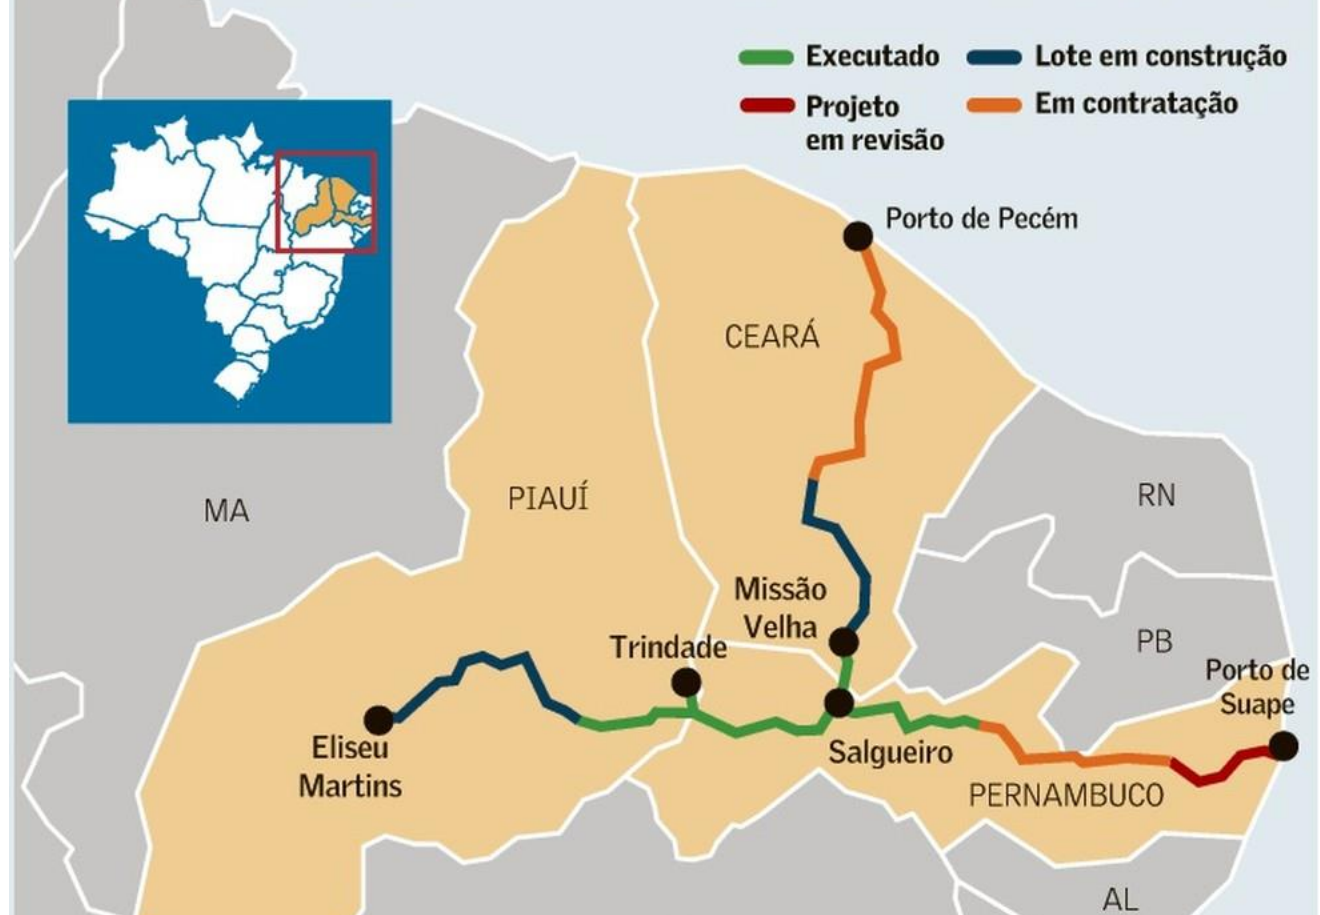 Executado
Lote em construção
Projeto
em revisão
Em contratação
Porto de Pecém
CEARÁ
MA
PIAUÍ
RN
Missão
Velha
Trindade
PB
Porto de
Suape
Eliseu
Martins
Salgueiro
PERNAMBUCO
AL